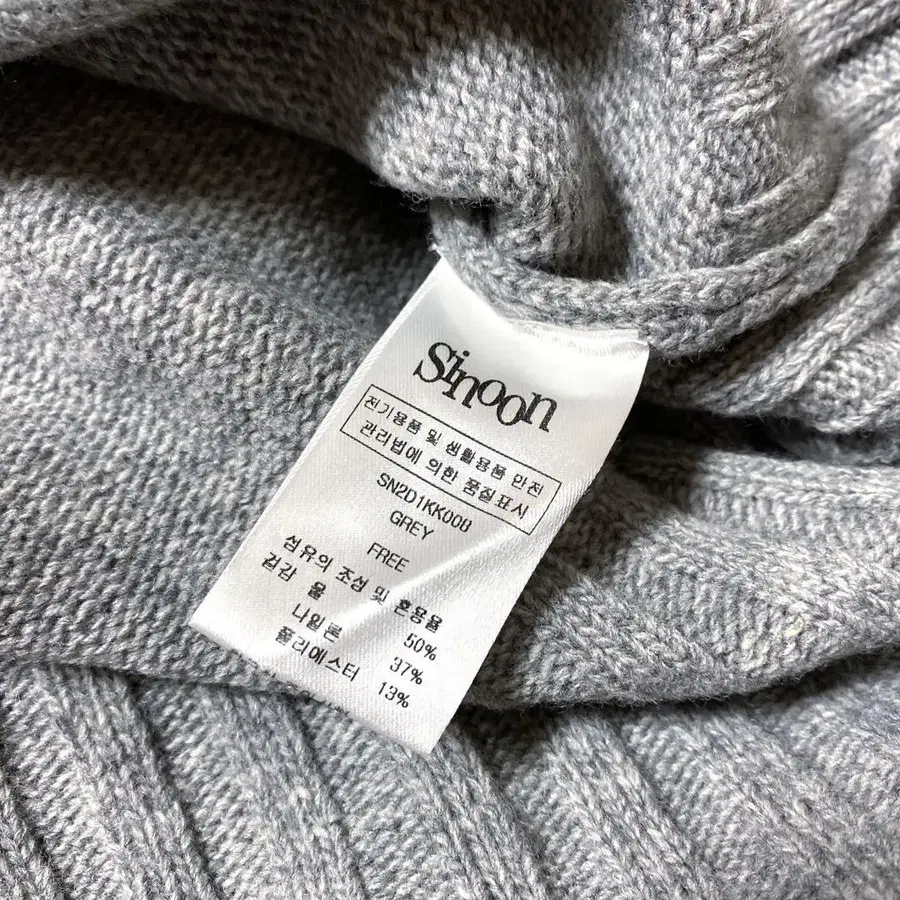 Sinoon
전기용품 및 생활용품 안전
관리법에 의한 품질표시
SN2D1KK008
GREY
FREE
섬유의 조성 및 혼용율
겉감
울 50%
나일론 37%
폴리에스터 13%